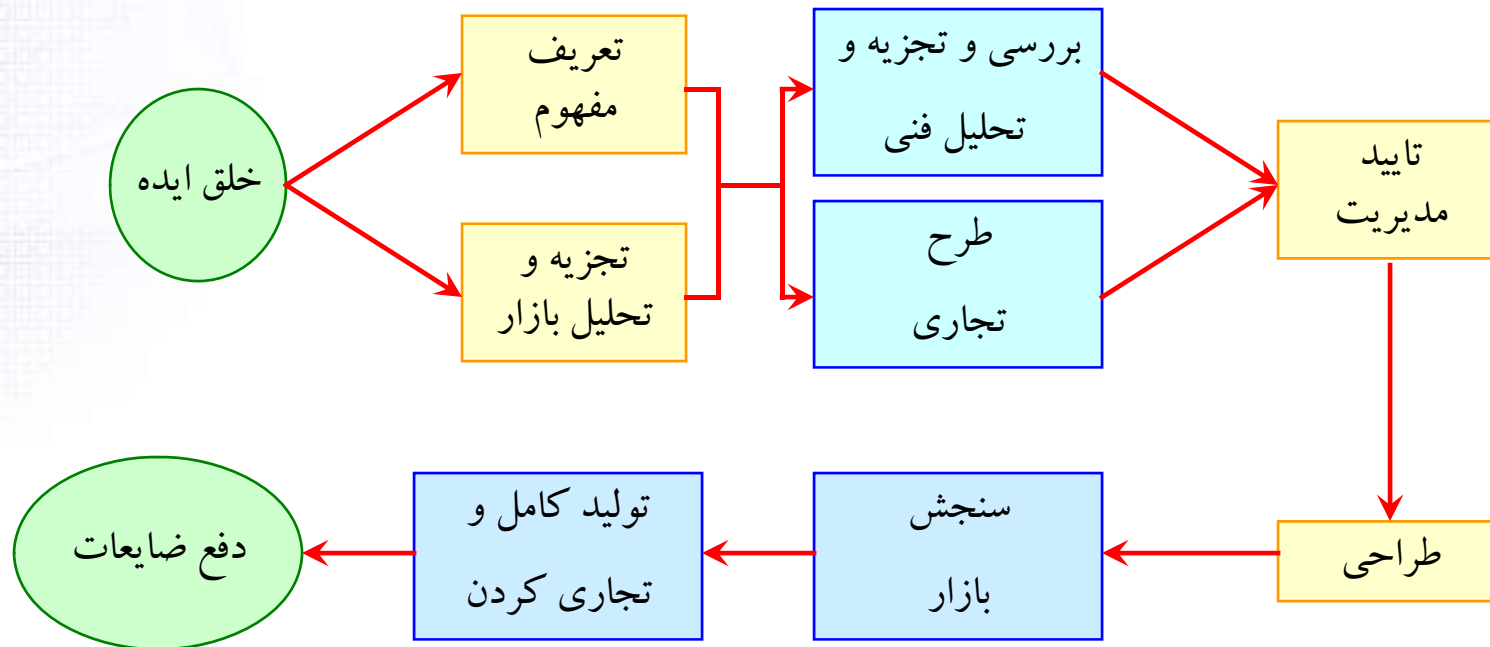 خلق ایده
تعریف
مفهوم
تجزیه و
تحلیل بازار
بررسی و تجزیه و
تحلیل فنی
طرح
تجاری
تایید
مدیریت
طراحی
سنجش
بازار
تولید کامل و
تجاری کردن
دفع ضایعات